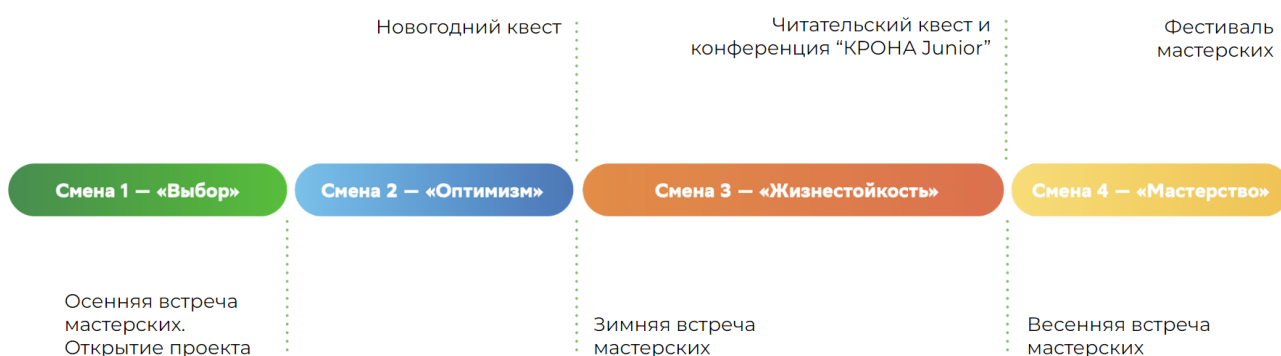 Новогодний квест
Читательский квест и
конференция “КРОНА Junior”
Фестиваль
мастерских
Смена 1 — «Выбор»
Смена 2 — «Оптимизм»
Смена 3 — «Жизнестойкость»
Смена 4 — «Мастерство»
Осенняя встреча
мастерских.
Открытие проекта
Зимняя встреча
мастерских
Весенняя встреча
мастерских